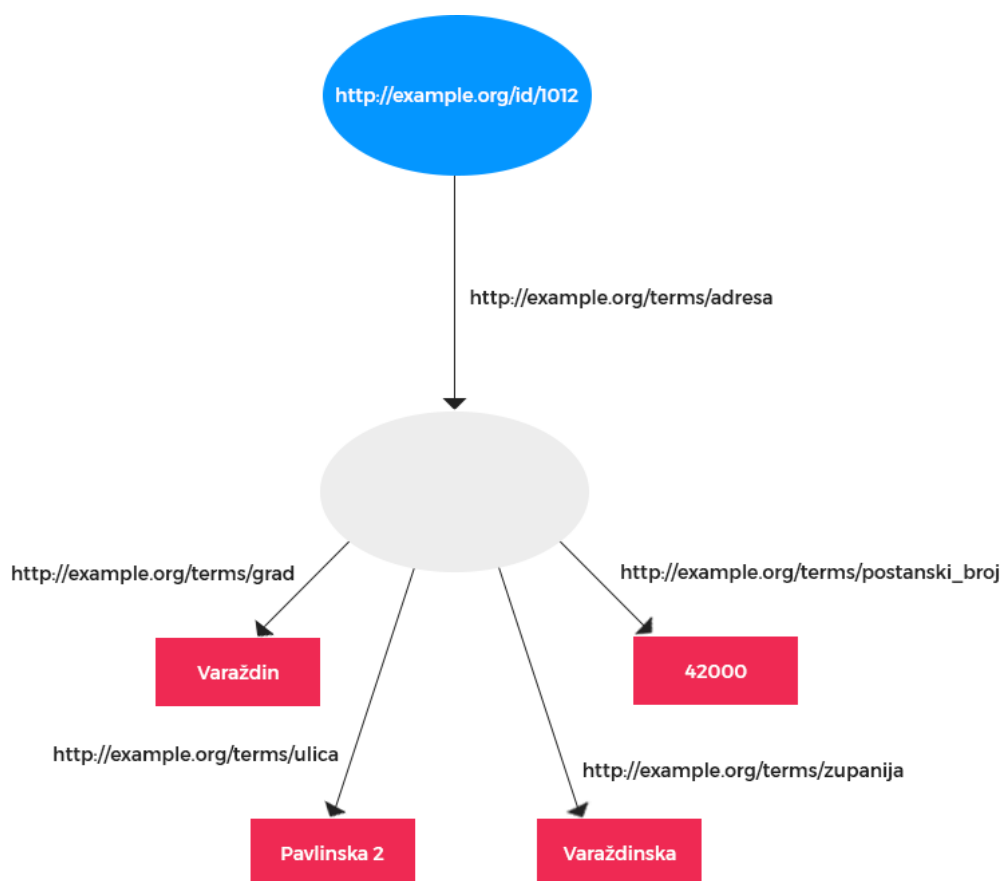 http://example.org/id/1012
http://example.org/terms/adresa
http://example.org/terms/grad
http://example.org/terms/postanski_broj
Varaždin
42000
http://example.org/terms/ulica
http://example.org/terms/zupanija
Pavlinska 2
Varaždinska